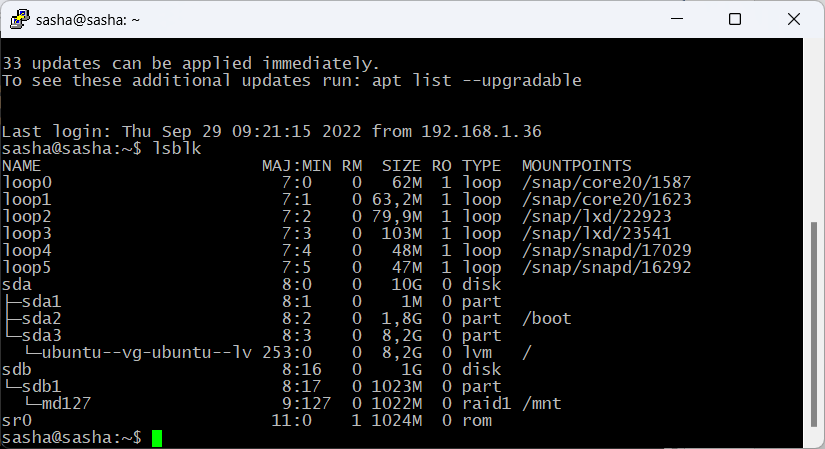 sasha@sasha: ~
33 updates can be applied immediately.
To see these additional updates run: apt list --upgradable
Last login: Thu Sep 29 09:21:15 2022 from 192.168.1.36
sasha@sasha:~$ lsblk
NAME                      MAJ:MIN RM  SIZE RO TYPE  MOUNTPOINTS
loop0                       7:0    0   62M  1 loop  /snap/core20/1587
loop1                       7:1    0 63,2M  1 loop  /snap/core20/1623
loop2                       7:2    0 79,9M  1 loop  /snap/lxd/22923
loop3                       7:3    0  103M  1 loop  /snap/lxd/23541
loop4                       7:4    0   48M  1 loop  /snap/snapd/17029
loop5                       7:5    0   47M  1 loop  /snap/snapd/16292
sda                         8:0    0   10G  0 disk
├─sda1                      8:1    0    1M  0 part
├─sda2                      8:2    0  1,8G  0 part  /boot
└─sda3                      8:3    0  8,2G  0 part
  └─ubuntu--vg-ubuntu--lv 253:0    0  8,2G  0 lvm   /
sdb                         8:16   0    1G  0 disk
└─sdb1                      8:17   0 1023M  0 part
  └─md127                   9:127  0 1022M  0 raid1 /mnt
sr0                        11:0    1 1024M  0 rom
sasha@sasha:~$